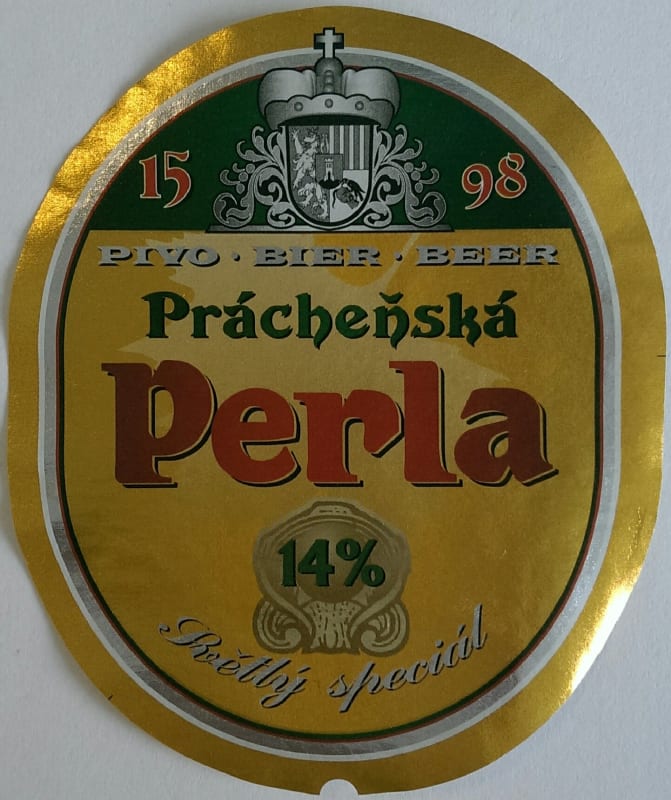 15 98
PIVO · BIER · BEER
Prácheňská
Perla
14%
Světlý speciál